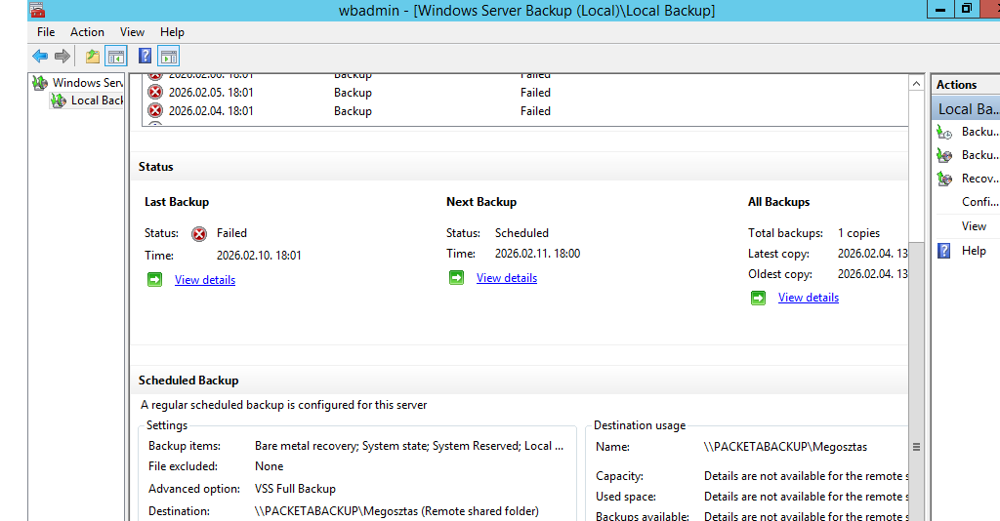 wbadmin - [Windows Server Backup (Local)\Local Backup]
File Action View Help
Windows Serv
Local Back
2026.02.06. 18:01 Backup Failed
2026.02.05. 18:01 Backup Failed
2026.02.04. 18:01 Backup Failed
Status
Last Backup
Status: Failed
Time: 2026.02.10. 18:01
View details
Next Backup
Status: Scheduled
Time: 2026.02.11. 18:00
View details
All Backups
Total backups: 1 copies
Latest copy: 2026.02.04. 13
Oldest copy: 2026.02.04. 13
View details
Scheduled Backup
A regular scheduled backup is configured for this server
Settings
Backup items: Bare metal recovery; System state; System Reserved; Local ...
File excluded: None
Advanced option: VSS Full Backup
Destination: \\PACKETABACKUP\Megosztas (Remote shared folder)
Destination usage
Name: \\PACKETABACKUP\Megosztas
Capacity: Details are not available for the remote s
Used space: Details are not available for the remote s
Backups available: Details are not available for the remote s
Actions
Local Ba...
Backu...
Backu...
Recov...
Confi...
View
Help